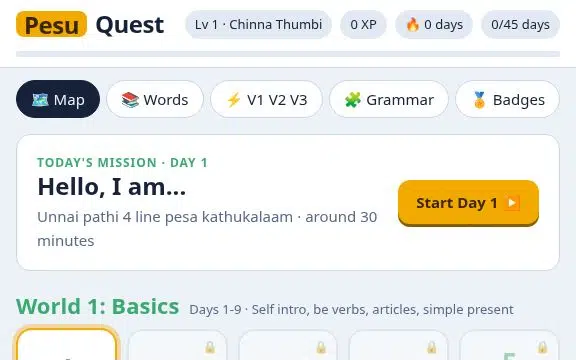 Pesu Quest Lv 1 · Chinna Thumbi 0 XP 🔥 0 days 0/45 days
🗺️ Map 📚 Words ⚡ V1 V2 V3 🧩 Grammar 🏅 Badges
TODAY'S MISSION · DAY 1
Hello, I am...
Unnai pathi 4 line pesa kathukalaam · around 30
minutes
Start Day 1 ▶️
World 1: Basics Days 1-9 · Self intro, be verbs, articles, simple present